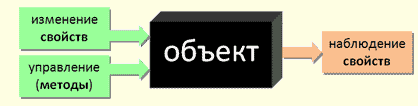 изменение
свойств
управление
(методы)
объект
наблюдение
свойств